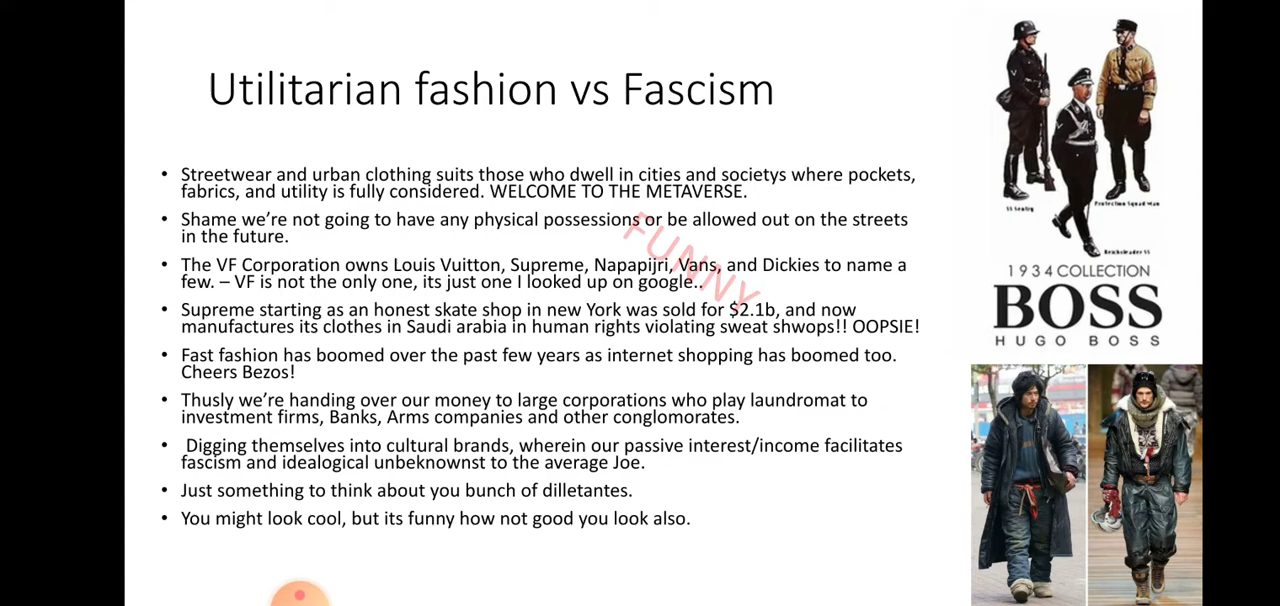 Utilitarian fashion vs Fascism
• Streetwear and urban clothing suits those who dwell in cities and societys where pockets,
fabrics, and utility is fully considered. WELCOME TO THE METAVERSE.
• Shame we’re not going to have any physical possessions or be allowed out on the streets
in the future.
• The VF Corporation owns Louis Vuitton, Supreme, Napapijri, Vans, and Dickies to name a
few. – VF is not the only one, its just one I looked up on google..
• Supreme starting as an honest skate shop in new York was sold for $2.1b, and now
manufactures its clothes in Saudi arabia in human rights violating sweat shwops!! OOPSIE!
• Fast fashion has boomed over the past few years as internet shopping has boomed too.
Cheers Bezos!
• Thusly we’re handing over our money to large corporations who play laundromat to
investment firms, Banks, Arms companies and other conglomorates.
• Digging themselves into cultural brands, wherein our passive interest/income facilitates
fascism and idealogical unbeknownst to the average Joe.
• Just something to think about you bunch of dilletantes.
• You might look cool, but its funny how not good you look also.
FUNNY
SS Sentry
Protection Squad Man
Reichsleader SS
1934 COLLECTION
BOSS
HUGO BOSS